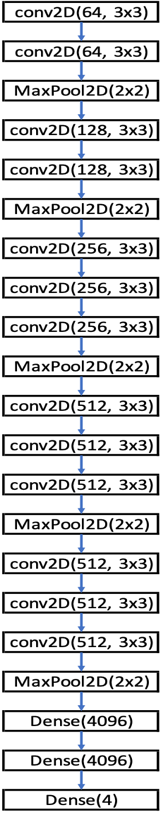 conv2D(64, 3x3)
conv2D(64, 3x3)
MaxPool2D(2x2)
conv2D(128, 3x3)
conv2D(128, 3x3)
MaxPool2D(2x2)
conv2D(256, 3x3)
conv2D(256, 3x3)
conv2D(256, 3x3)
MaxPool2D(2x2)
conv2D(512, 3x3)
conv2D(512, 3x3)
conv2D(512, 3x3)
MaxPool2D(2x2)
conv2D(512, 3x3)
conv2D(512, 3x3)
conv2D(512, 3x3)
MaxPool2D(2x2)
Dense(4096)
Dense(4096)
Dense(4)